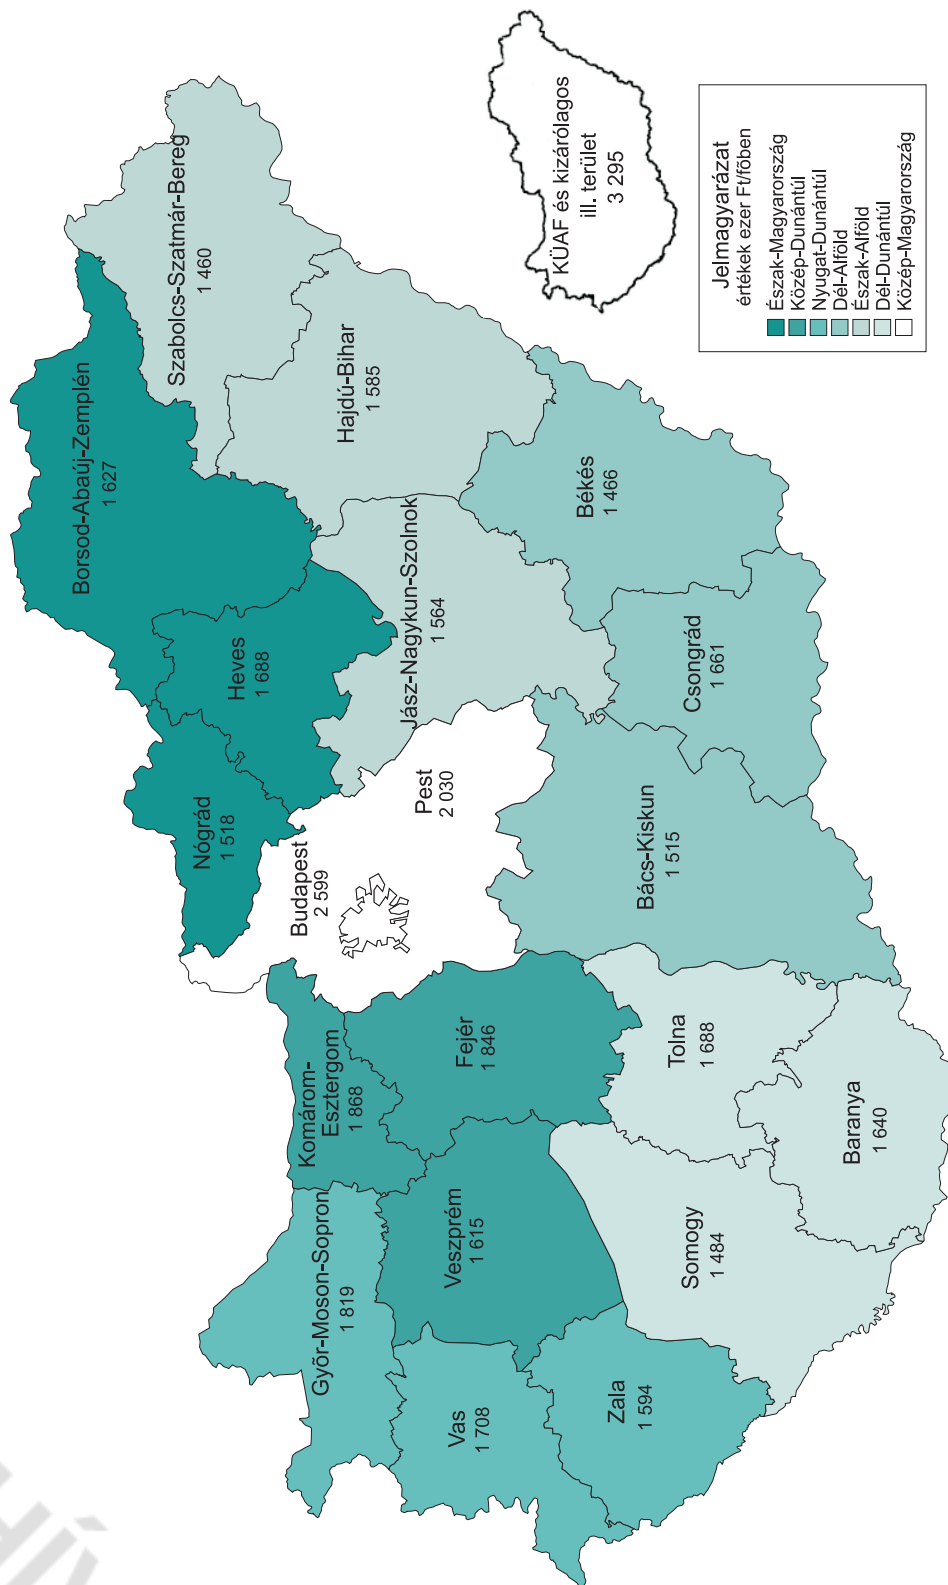 Borsod-Abaúj-Zemplén
1 627
Szabolcs-Szatmár-Bereg
1 460
Nógrád
1 518
Heves
1 688
Hajdú-Bihar
1 585
Jász-Nagykun-Szolnok
1 564
Budapest
2 599
Pest
2 030
Komárom-
Esztergom
1 868
Győr-Moson-Sopron
1 819
Fejér
1 846
Veszprém
1 615
Vas
1 708
Zala
1 594
Somogy
1 484
Tolna
1 688
Baranya
1 640
Bács-Kiskun
1 515
Csongrád
1 661
Békés
1 466
KÜAF és kizárólagos
ill. terület
3 295
Jelmagyarázat
értékek ezer Ft/főben
Észak-Magyarország
Közép-Dunántúl
Nyugat-Dunántúl
Dél-Alföld
Észak-Alföld
Dél-Dunántúl
Közép-Magyarország